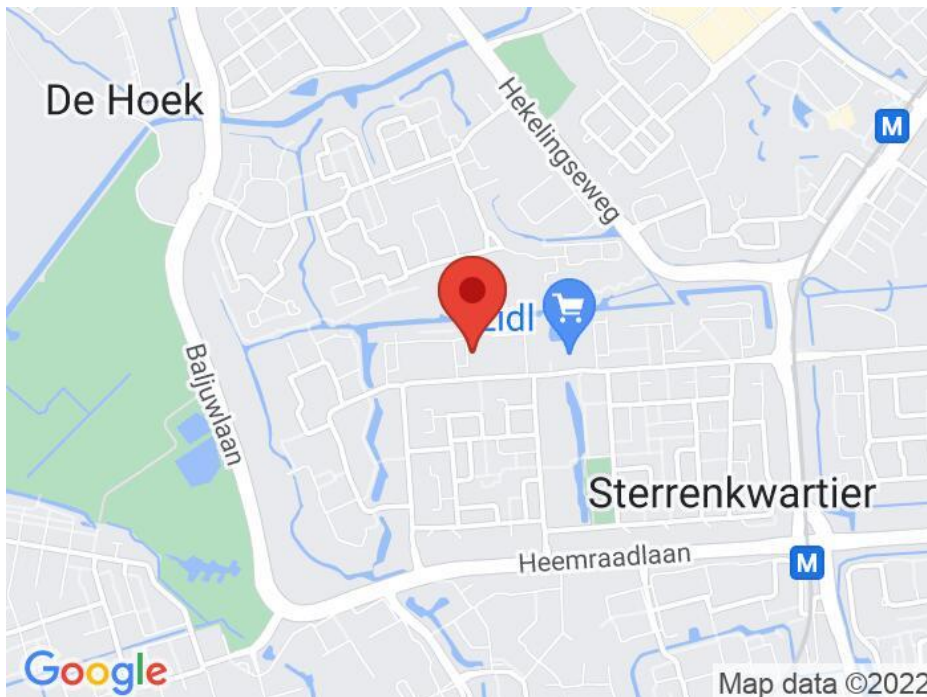 De Hoek
Hekelingseweg
M
Lidl
Baljuwlaan
Sterrenkwartier
Heemraadlaan
M
Google
Map data ©2022